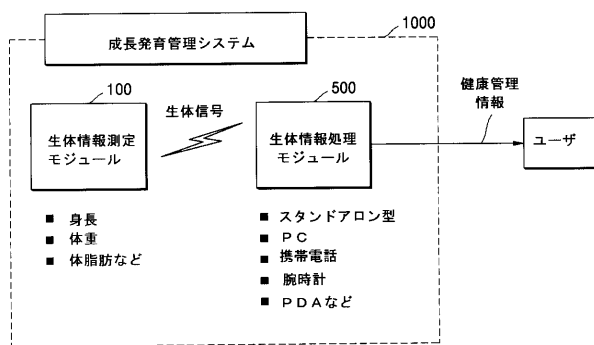 1000
成長発育管理システム
100
生体情報測定
モジュール
生体信号
500
生体情報処理
モジュール
健康管理
情報
ユーザ
■ 身長
■ 体重
■ 体脂肪など
■ スタンドアロン型
■ PC
■ 携帯電話
■ 腕時計
■ PDAなど